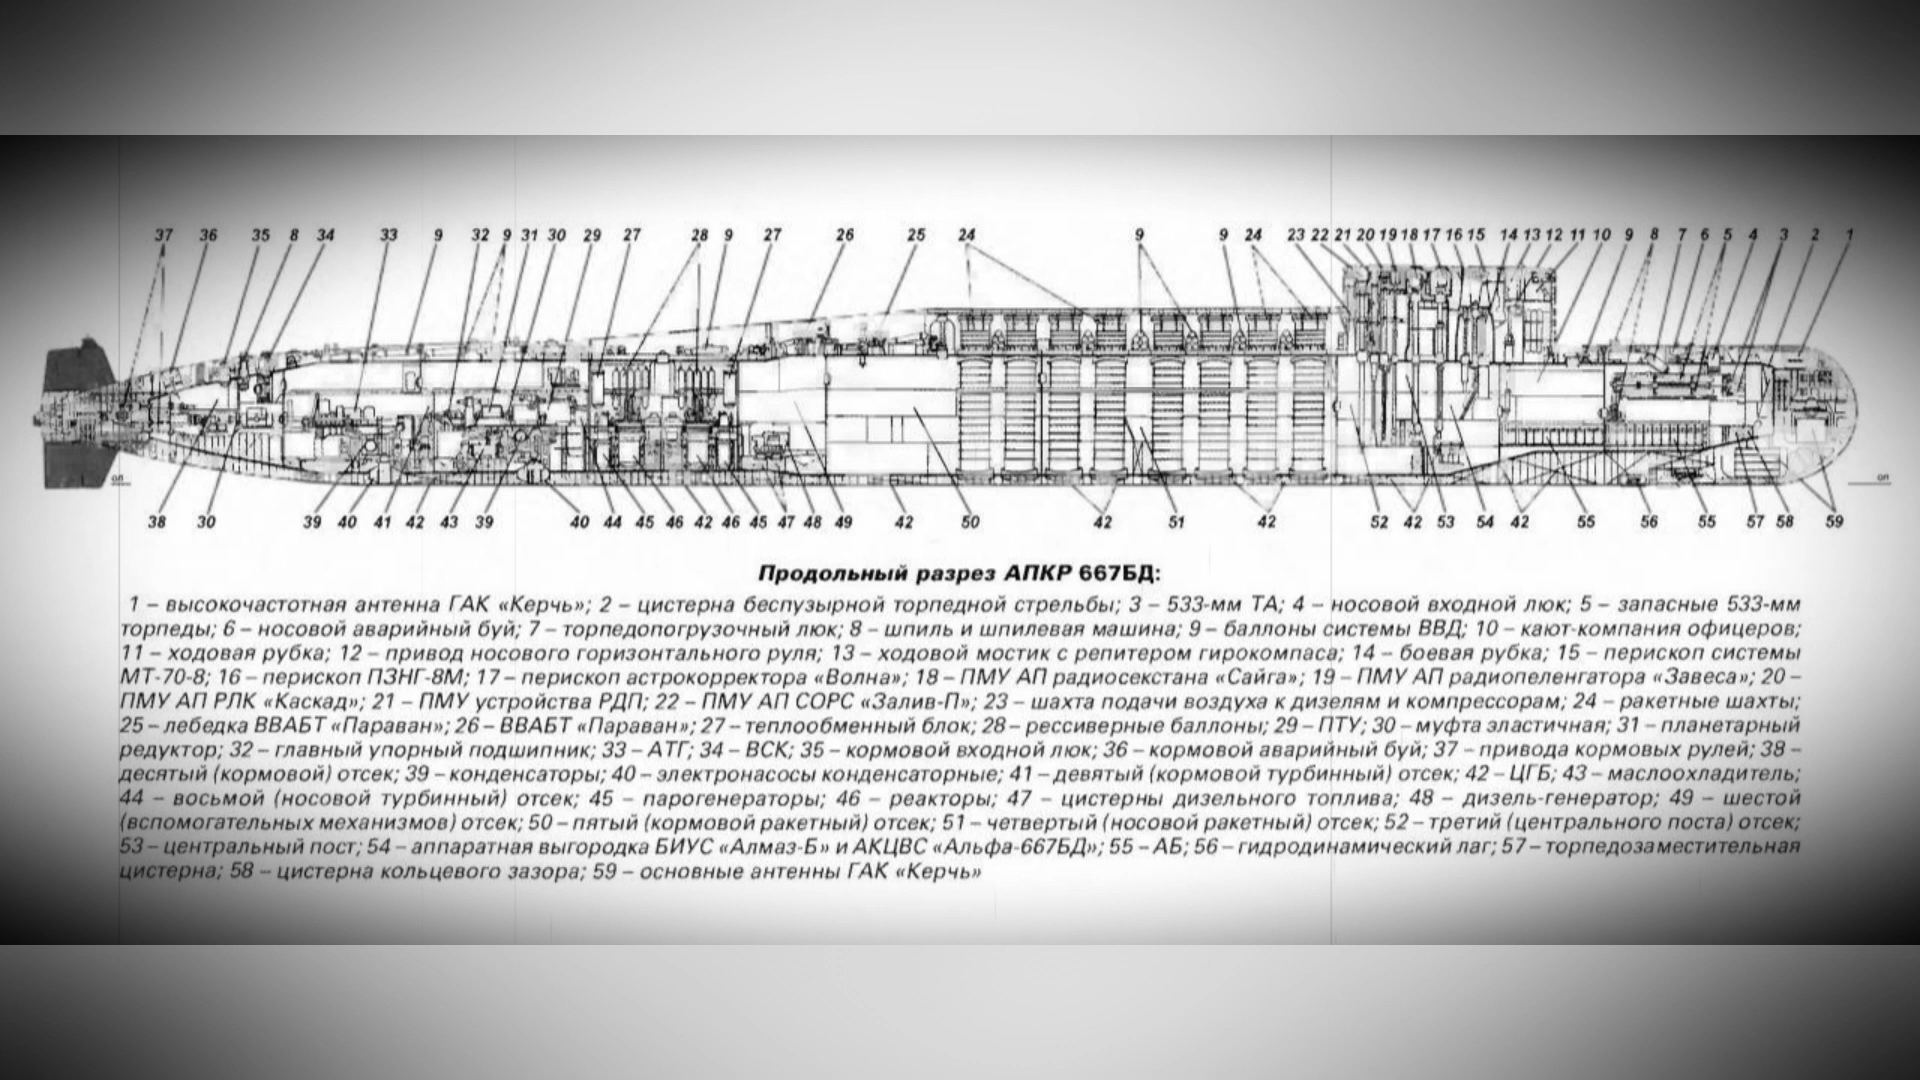 37 36 35 8 34 33 9 32 9 31 30 29 27 28 9 27 26 25 24 9 9 24 23 22 21 20 19 18 17 16 15 14 13 12 11 10 9 8 7 6 5 4 3 2 1
ОЛ ОЛ
38 30 39 40 41 42 43 39 40 44 45 46 42 46 45 47 48 49 42 50 42 51 42 52 42 53 54 42 55 56 55 57 58 59
Продольный разрез АПКР 667БД:
1 – высокочастотная антенна ГАК «Керчь»; 2 – цистерна беспузырной торпедной стрельбы; 3 – 533-мм ТА; 4 – носовой входной люк; 5 – запасные 533-мм
торпеды; 6 – носовой аварийный буй; 7 – торпедопогрузочный люк; 8 – шпиль и шпилевая машина; 9 – баллоны системы ВВД; 10 – кают-компания офицеров;
11 – ходовая рубка; 12 – привод носового горизонтального руля; 13 – ходовой мостик с репитером гирокомпаса; 14 – боевая рубка; 15 – перископ системы
МТ-70-8; 16 – перископ ПЗНГ-8М; 17 – перископ астрокорректора «Волна»; 18 – ПМУ АП радиосекстана «Сайга»; 19 – ПМУ АП радиопеленгатора «Завеса»; 20 –
ПМУ АП РЛК «Каскад»; 21 – ПМУ устройства РДП; 22 – ПМУ АП СОРС «Залив-П»; 23 – шахта подачи воздуха к дизелям и компрессорам; 24 – ракетные шахты;
25 – лебедка ВВАБТ «Параван»; 26 – ВВАБТ «Параван»; 27 – теплообменный блок; 28 – рессиверные баллоны; 29 – ПТУ; 30 – муфта эластичная; 31 – планетарный
редуктор; 32 – главный упорный подшипник; 33 – АТГ; 34 – ВСК; 35 – кормовой входной люк; 36 – кормовой аварийный буй; 37 – привода кормовых рулей; 38 –
десятый (кормовой) отсек; 39 – конденсаторы; 40 – электронасосы конденсаторные; 41 – девятый (кормовой турбинный) отсек; 42 – ЦГБ; 43 – маслоохладитель;
44 – восьмой (носовой турбинный) отсек; 45 – парогенераторы; 46 – реакторы; 47 – цистерны дизельного топлива; 48 – дизель-генератор; 49 – шестой
(вспомогательных механизмов) отсек; 50 – пятый (кормовой ракетный) отсек; 51 – четвертый (носовой ракетный) отсек; 52 – третий (центрального поста) отсек;
53 – центральный пост; 54 – аппаратная выгородка БИУС «Алмаз-Б» и АКЦВС «Альфа-667БД»; 55 – АБ; 56 – гидродинамический лаг; 57 – торпедозаместительная
цистерна; 58 – цистерна кольцевого зазора; 59 – основные антенны ГАК «Керчь»